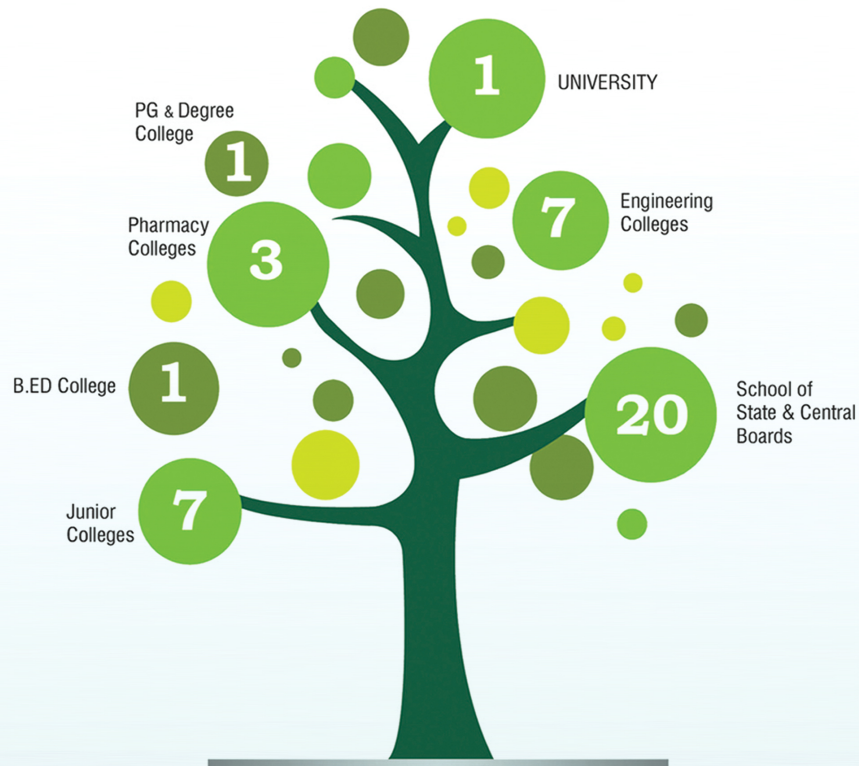 1
UNIVERSITY
PG & Degree
College
1
7
Engineering
Colleges
Pharmacy
Colleges
3
B.ED College
1
20
School of
State & Central
Boards
Junior
Colleges
7